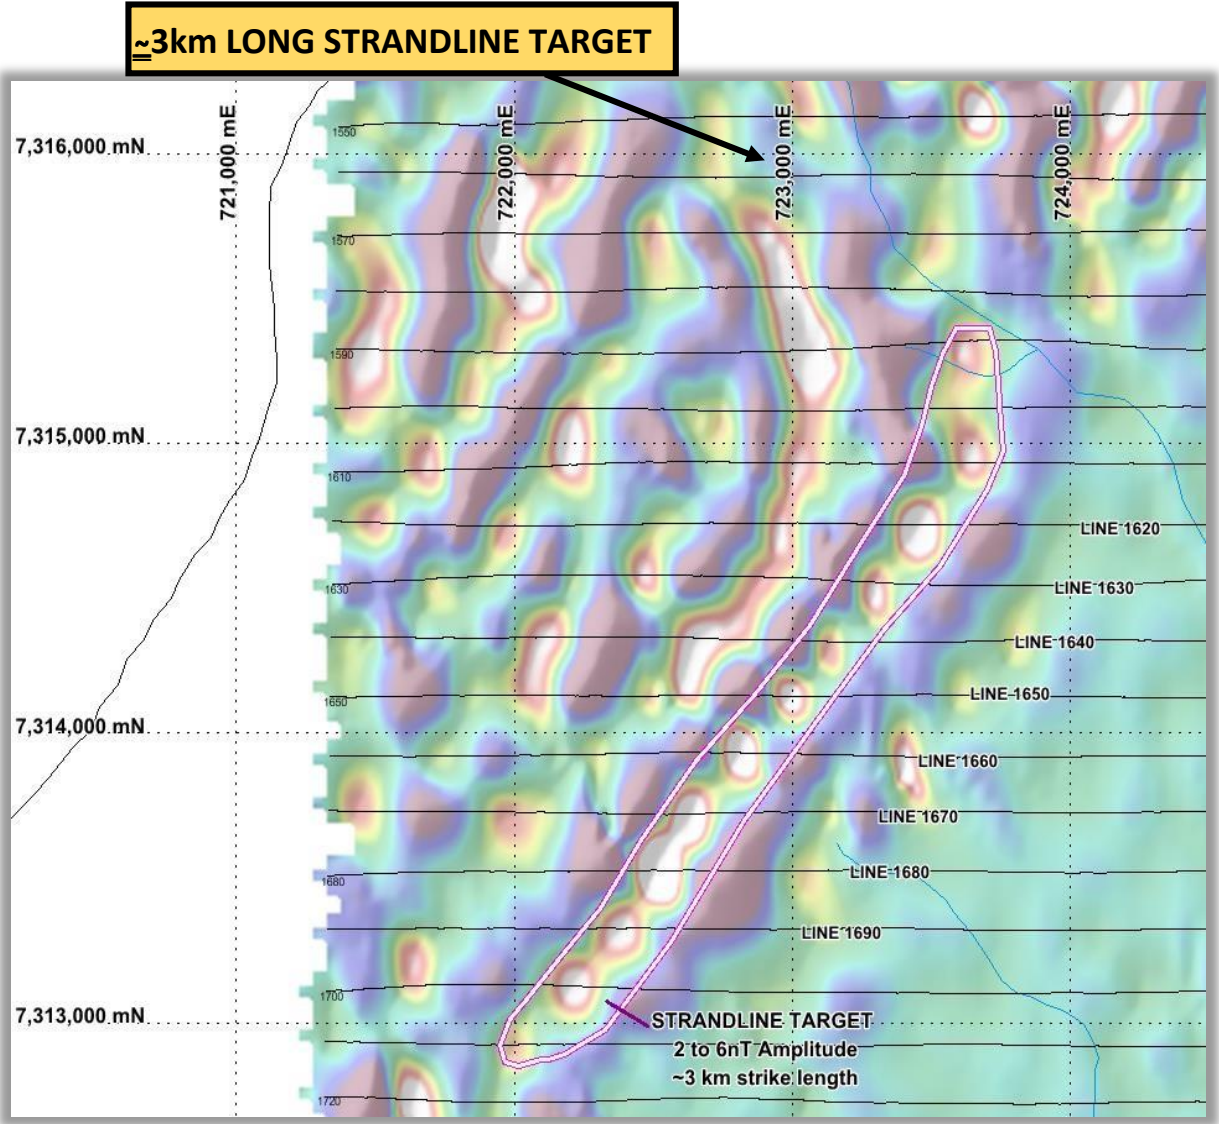 ≃3km LONG STRANDLINE TARGET
721,000 mE
722,000 mE
723,000 mE
724,000 mE
7,316,000 mN
1550
1570
1590
7,315,000 mN
1610
LINE 1620
1630
LINE 1630
LINE 1640
1650
LINE 1650
7,314,000 mN
LINE 1660
LINE 1670
1680
LINE 1680
LINE 1690
1700
7,313,000 mN
STRANDLINE TARGET
2 to 6nT Amplitude
~3 km strike length
1720